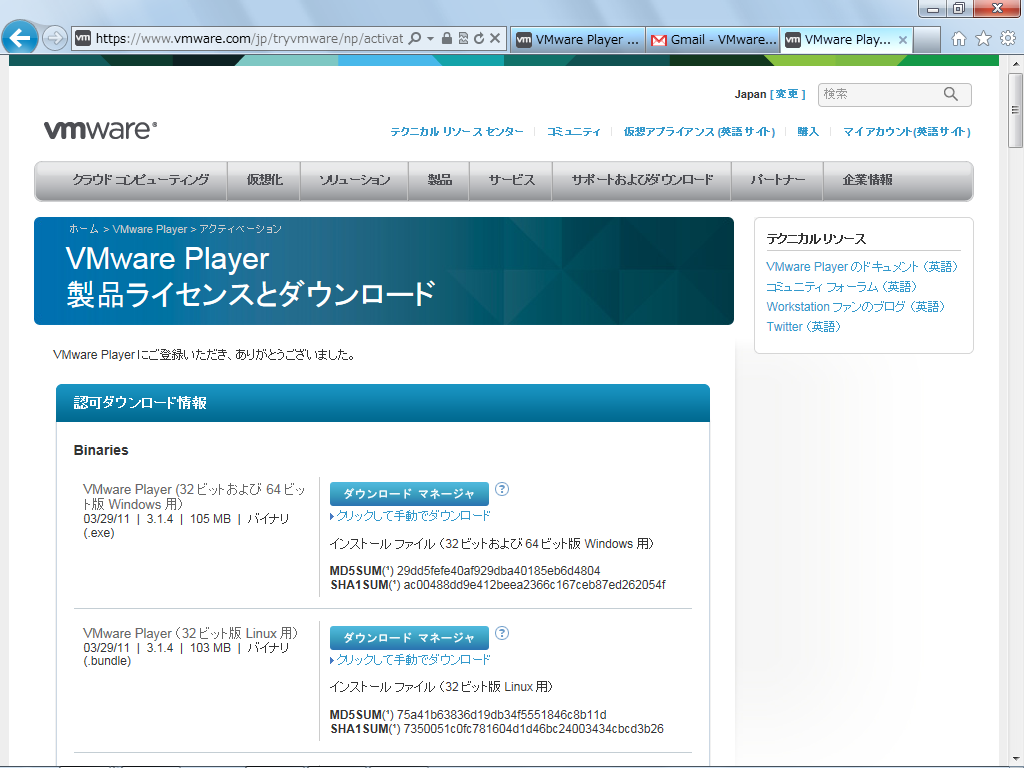 https://www.vmware.com/jp/tryvmware/np/activat
VMware Player ...
Gmail - VMware...
VMware Play...
Japan [ 変更 ]
検索
vmware
テクニカル リソース センター
コミュニティ
仮想アプライアンス (英語サイト)
購入
マイ アカウント(英語サイト)
クラウド コンピューティング
仮想化
ソリューション
製品
サービス
サポートおよびダウンロード
パートナー
企業情報
ホーム > VMware Player > アクティベーション
VMware Player
製品ライセンスとダウンロード
テクニカル リソース
VMware Player のドキュメント (英語)
コミュニティ フォーラム (英語)
Workstation ファンのブログ (英語)
Twitter (英語)
VMware Player にご登録いただき、ありがとうございました。
認可ダウンロード情報
Binaries
VMware Player (32 ビットおよび 64 ビッ
ト版 Windows 用)
03/29/11 | 3.1.4 | 105 MB | バイナリ
(.exe)
ダウンロード マネージャ ?
クリックして手動でダウンロード
インストール ファイル (32 ビットおよび 64 ビット版 Windows 用)
MD5SUM(*) 29dd5fefe40af929dba40185eb6d4804
SHA1SUM(*) ac00488dd9e412beea2366c167ceb87ed262054f
VMware Player (32 ビット版 Linux 用)
03/29/11 | 3.1.4 | 103 MB | バイナリ
(.bundle)
ダウンロード マネージャ ?
クリックして手動でダウンロード
インストール ファイル (32 ビット版 Linux 用)
MD5SUM(*) 75a41b63836d19db34f5551846c8b11d
SHA1SUM(*) 7350051c0fc781604d1d46bc24003434cbcd3b26